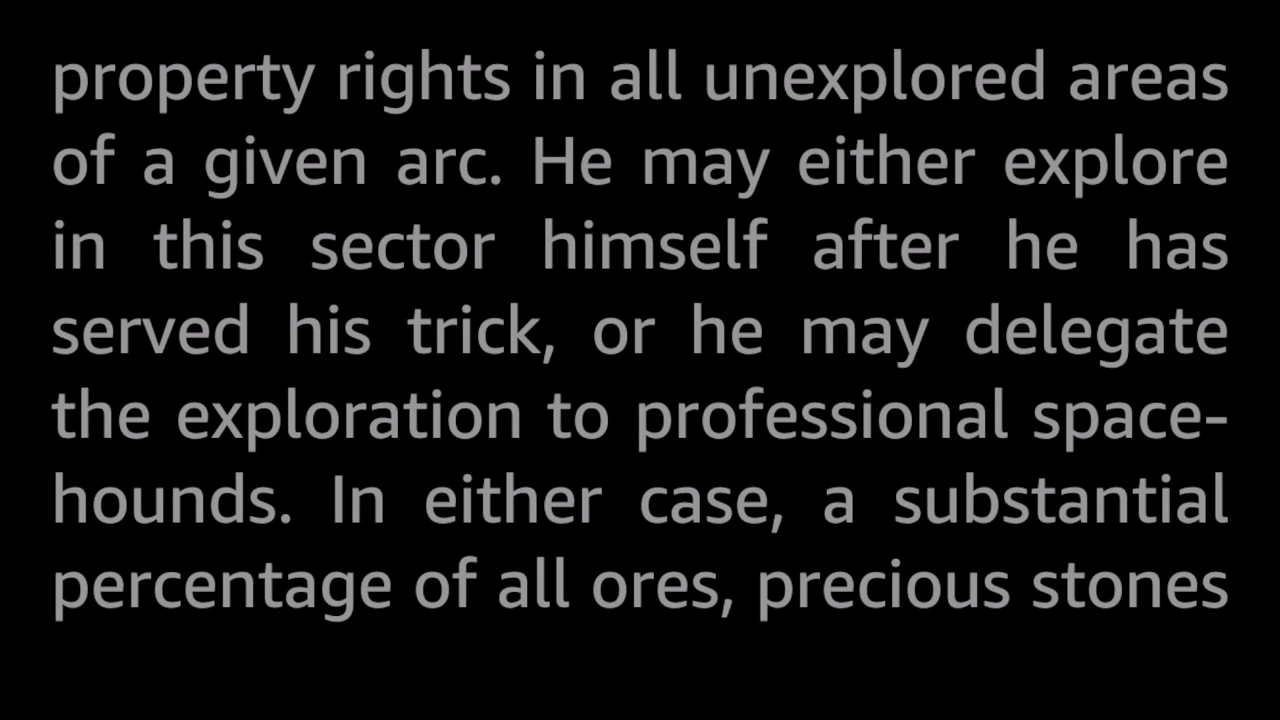 property rights in all unexplored areas
of a given arc. He may either explore
in this sector himself after he has
served his trick, or he may delegate
the exploration to professional space-
hounds. In either case, a substantial
percentage of all ores, precious stones